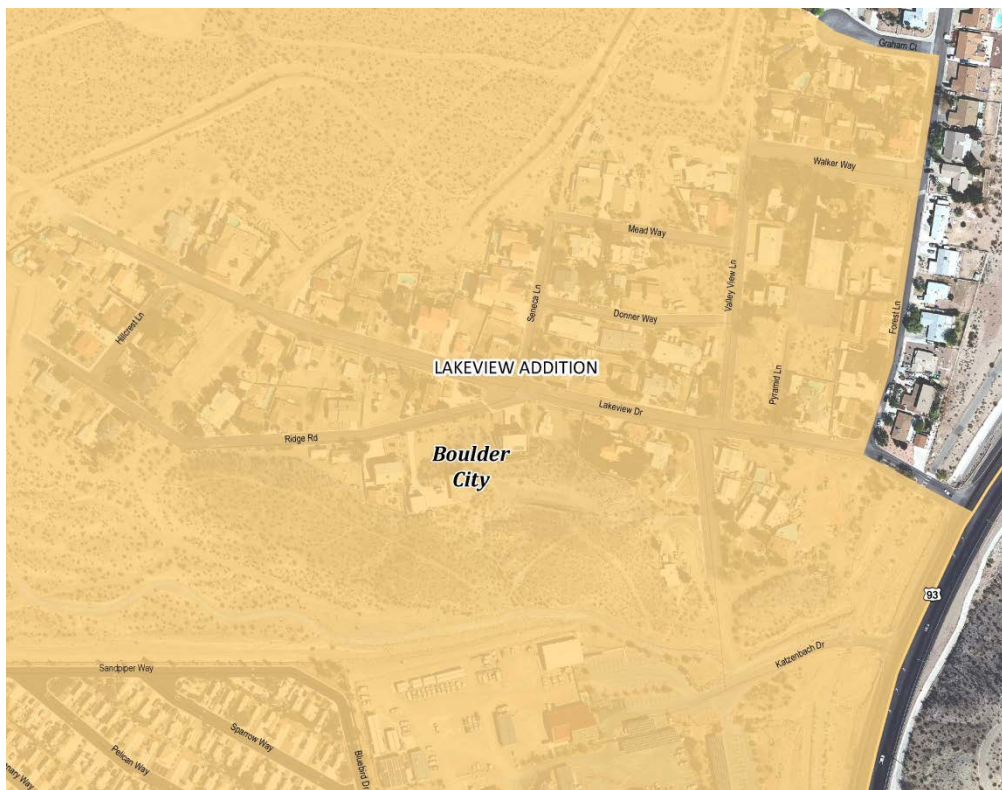 Graham Ct
Walker Way
Mead Way
Valley View Ln
Seneca Ln
Donner Way
Forest Ln
Hillcrest Ln
LAKEVIEW ADDITION
Pyramid Ln
Lakeview Dr
Ridge Rd
Boulder
City
93
Katzenbach Dr
Sandpiper Way
Sparrow Way
Pelican Way
Bluebird Dr
nary Way